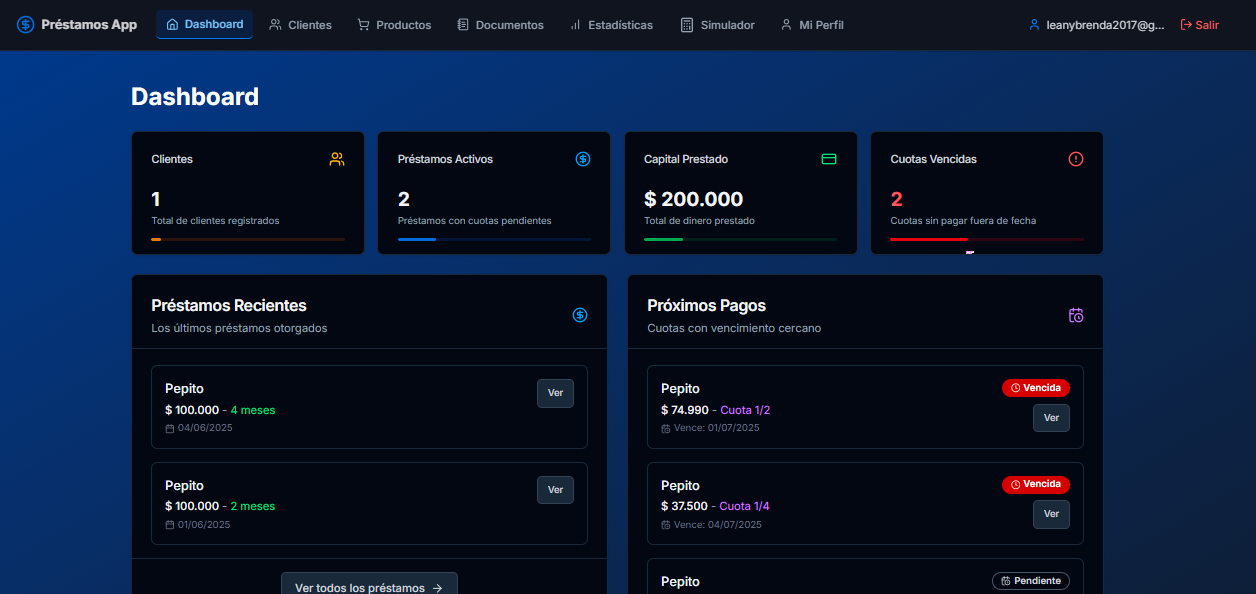 Préstamos App
Dashboard
Clientes
Productos
Documentos
Estadísticas
Simulador
Mi Perfil
leanybrenda2017@g...
Salir
Dashboard
Clientes
1
Total de clientes registrados
Préstamos Activos
2
Préstamos con cuotas pendientes
Capital Prestado
$ 200.000
Total de dinero prestado
Cuotas Vencidas
2
Cuotas sin pagar fuera de fecha
Préstamos Recientes
Los últimos préstamos otorgados
Pepito
$ 100.000 - 4 meses
04/06/2025
Ver
Pepito
$ 100.000 - 2 meses
01/06/2025
Ver
Ver todos los préstamos
Próximos Pagos
Cuotas con vencimiento cercano
Pepito
$ 74.990 - Cuota 1/2
Vence: 01/07/2025
Vencida
Ver
Pepito
$ 37.500 - Cuota 1/4
Vence: 04/07/2025
Vencida
Ver
Pepito
Pendiente